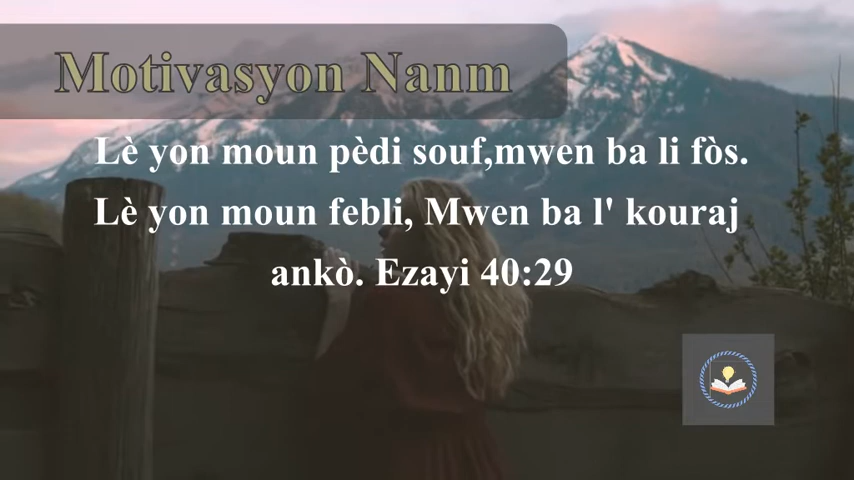 Motivasyon Nanm
Lè yon moun pèdi souf,mwen ba li fòs.
Lè yon moun febli, Mwen ba l' kouraj
ankò. Ezayi 40:29